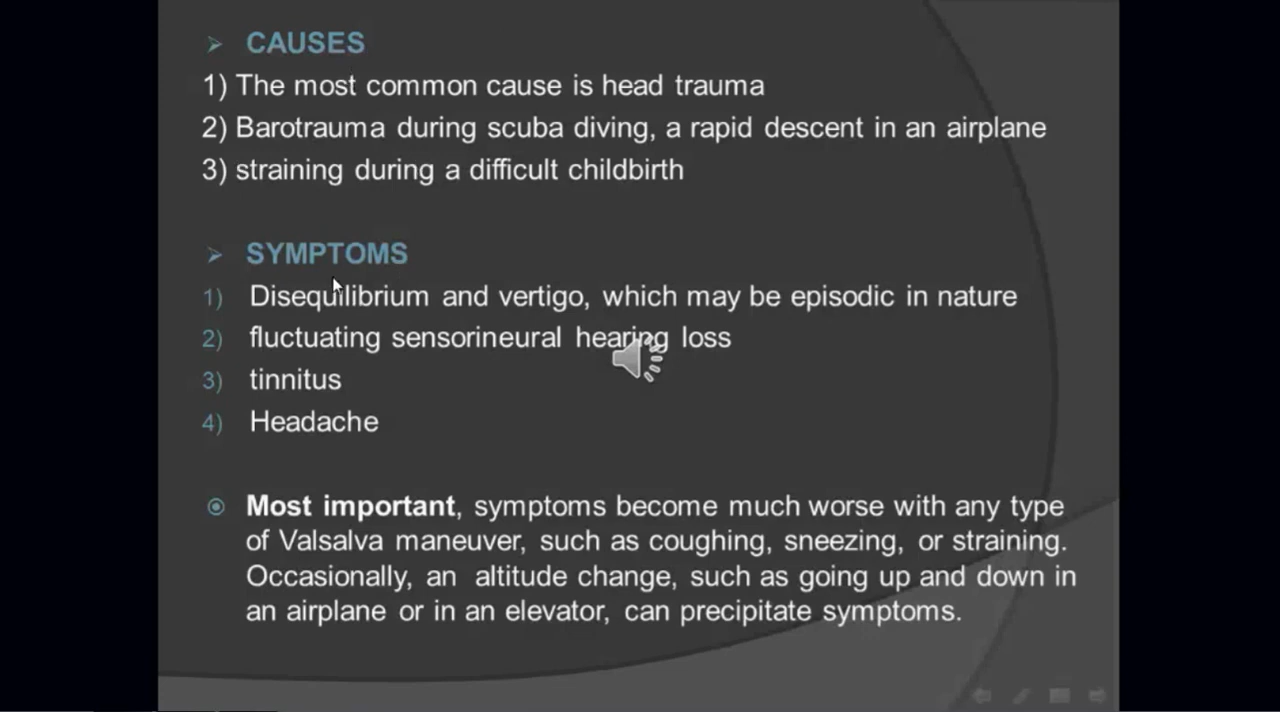 ➢ CAUSES
1) The most common cause is head trauma
2) Barotrauma during scuba diving, a rapid descent in an airplane
3) straining during a difficult childbirth
➢ SYMPTOMS
1) Disequilibrium and vertigo, which may be episodic in nature
2) fluctuating sensorineural hearing loss
3) tinnitus
4) Headache
Most important, symptoms become much worse with any type
of Valsalva maneuver, such as coughing, sneezing, or straining.
Occasionally, an altitude change, such as going up and down in
an airplane or in an elevator, can precipitate symptoms.